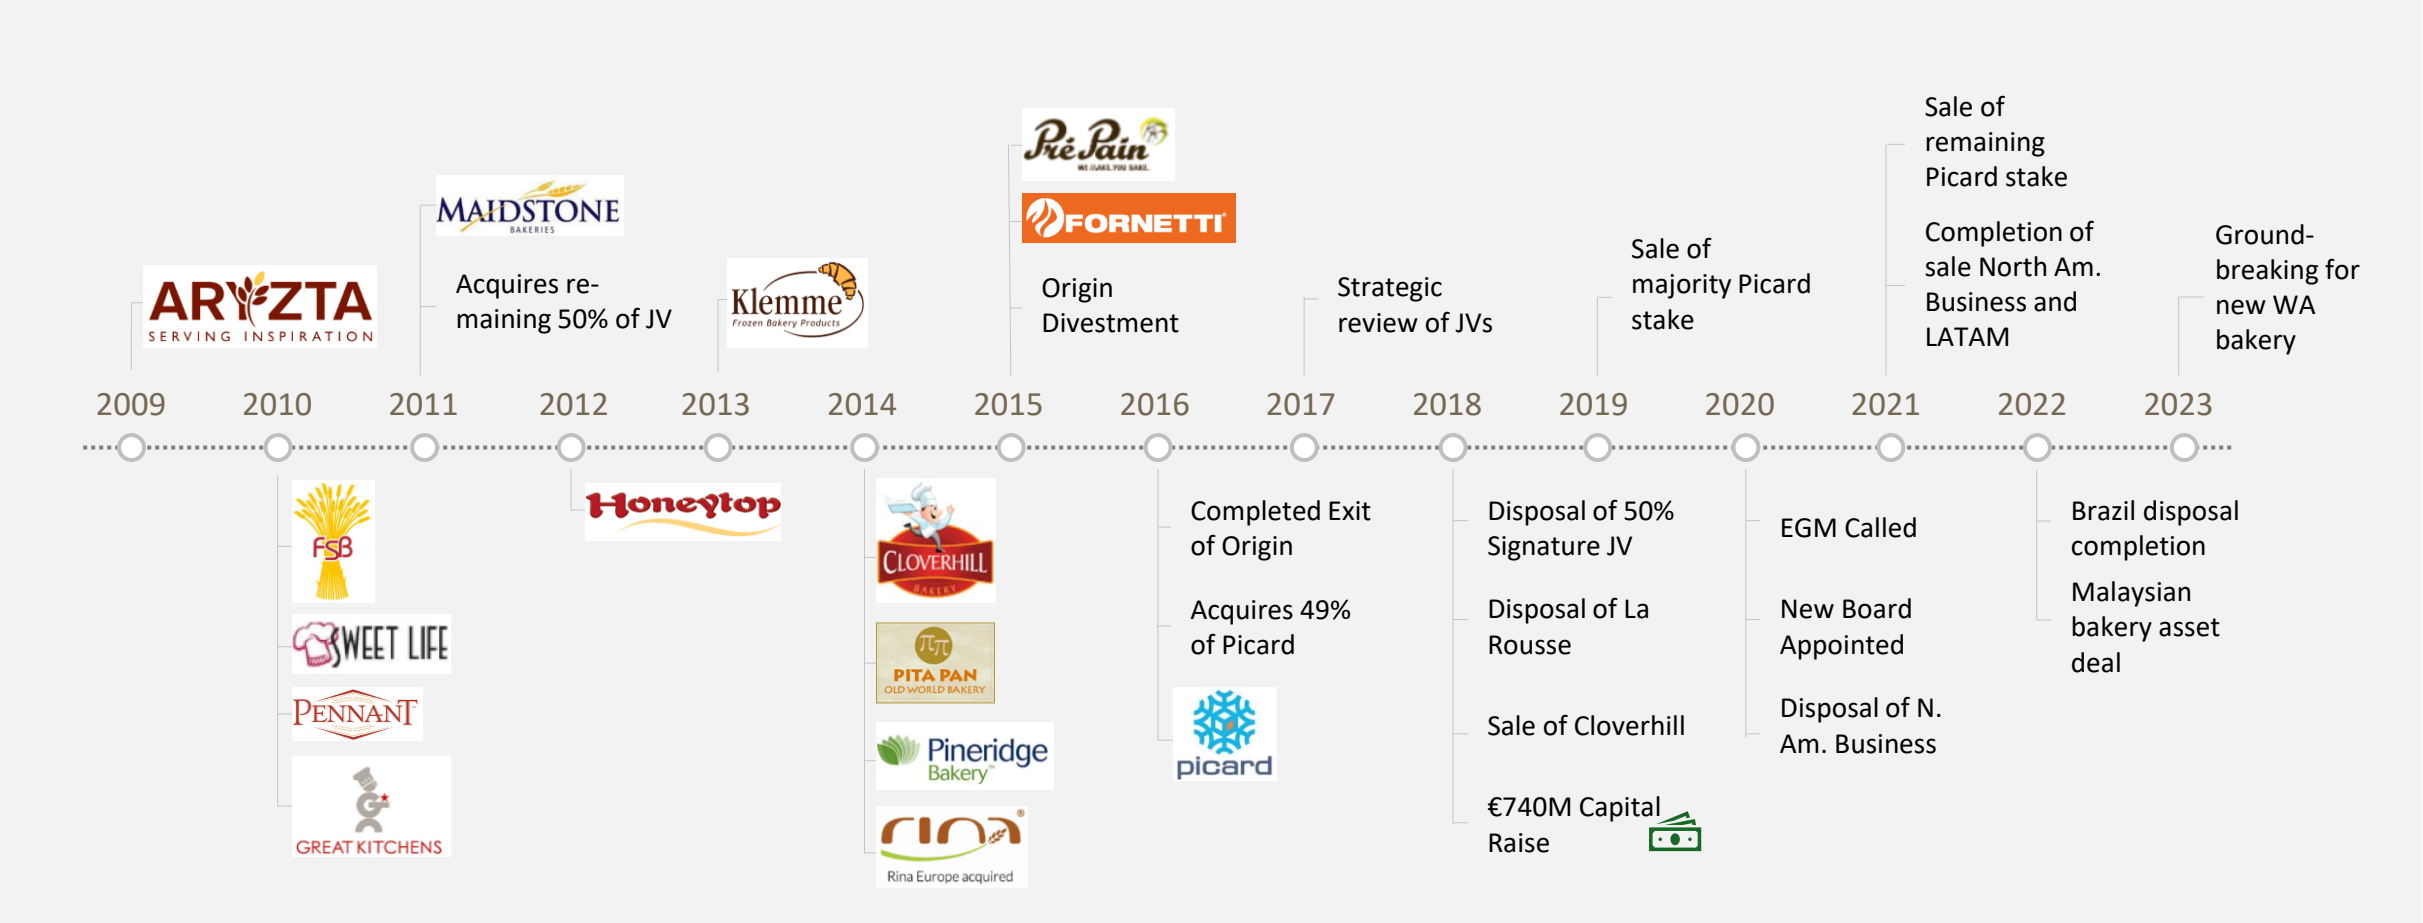 ARYZTA
SERVING INSPIRATION
MAIDSTONE
BAKERIES
Acquires re-
maining 50% of JV
Klemme
Frozen Bakery Products
Pré Pain
WE MAKE. YOU BAKE.
FORNETTI
Origin
Divestment
Strategic
review of JVs
Sale of
majority Picard
stake
Sale of
remaining
Picard stake
Completion of
sale North Am.
Business and
LATAM
Ground-
breaking for
new WA
bakery
2009 2010 2011 2012 2013 2014 2015 2016 2017 2018 2019 2020 2021 2022 2023
FSB
SWEET LIFE
PENNANT
GREAT KITCHENS
Honeytop
CLOVERHILL
BAKERY
ππ
PITA PAN
OLD WORLD BAKERY
Pineridge
Bakery™
rina®
Rina Europe acquired
Completed Exit
of Origin
Acquires 49%
of Picard
picard
Disposal of 50%
Signature JV
Disposal of La
Rousse
Sale of Cloverhill
€740M Capital
Raise
EGM Called
New Board
Appointed
Disposal of N.
Am. Business
Brazil disposal
completion
Malaysian
bakery asset
deal